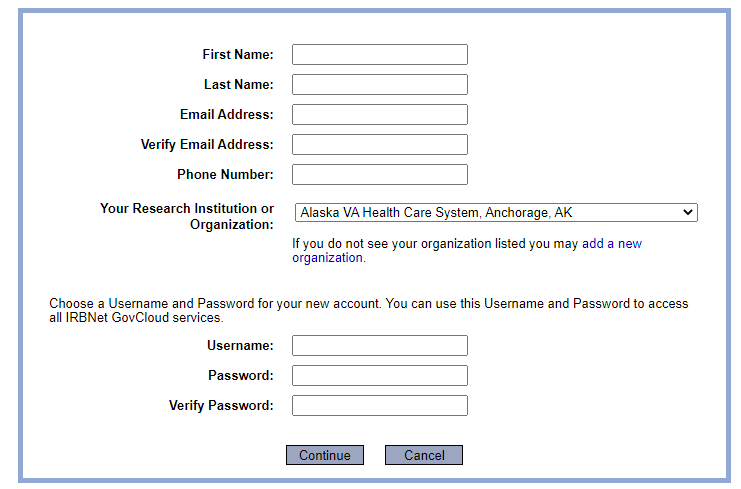 First Name:
Last Name:
Email Address:
Verify Email Address:
Phone Number:
Your Research Institution or
Organization:
Alaska VA Health Care System, Anchorage, AK
If you do not see your organization listed you may add a new
organization.
Choose a Username and Password for your new account. You can use this Username and Password to access
all IRBNet GovCloud services.
Username:
Password:
Verify Password:
Continue Cancel